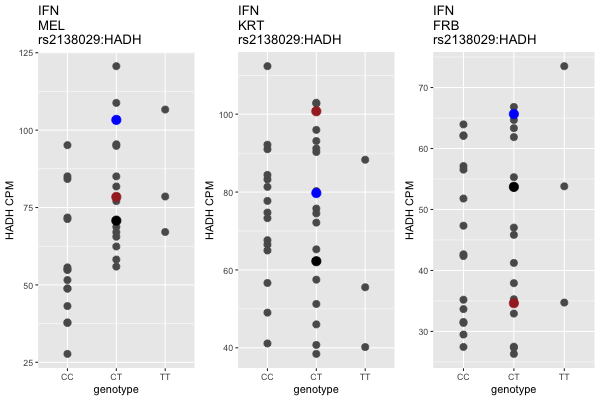 IFN
MEL
rs2138029:HADH
125
100
75
50
25
HADH CPM
CC CT TT
genotype
IFN
KRT
rs2138029:HADH
100
80
60
40
HADH CPM
CC CT TT
genotype
IFN
FRB
rs2138029:HADH
70
60
50
40
30
HADH CPM
CC CT TT
genotype